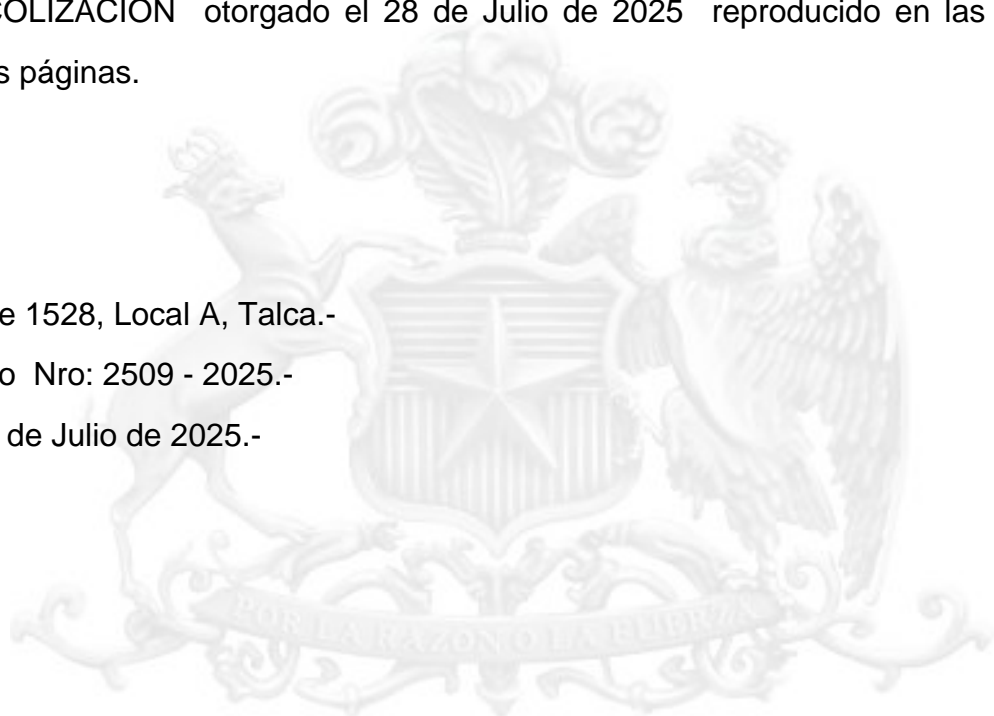 COLIZACION otorgado el 28 de Julio de 2025 reproducido en las
s páginas.
e 1528, Local A, Talca.-
o Nro: 2509 - 2025.-
de Julio de 2025.-
POR LA RAZON O LA FUERZA